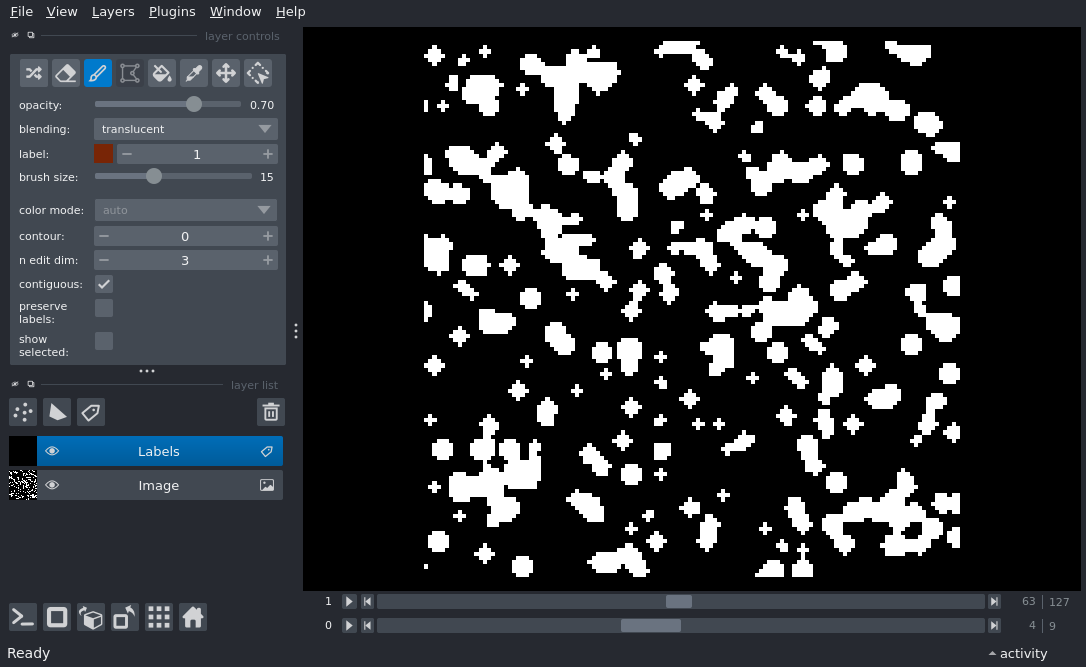 File View Layers Plugins Window Help
layer controls
opacity: 0.70
blending: translucent
label: 1
brush size: 15
color mode: auto
contour: 0
n edit dim: 3
contiguous:
preserve
labels:
show
selected:
layer list
Labels
Image
1 63 127
0 4 9
Ready activity